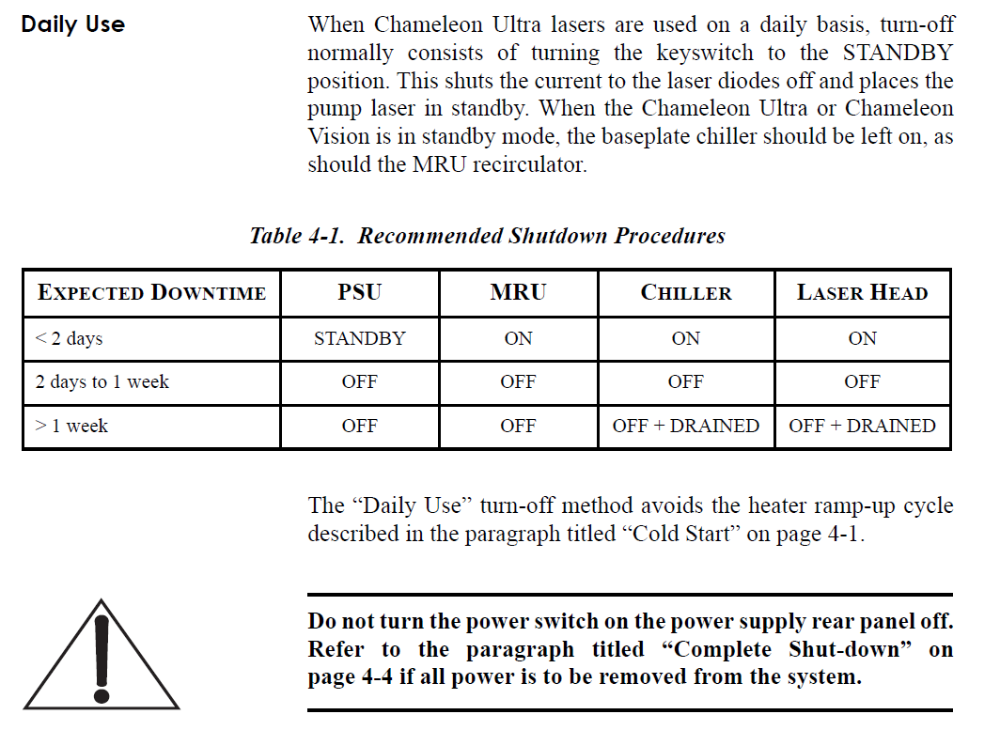 Daily Use
When Chameleon Ultra lasers are used on a daily basis, turn-off
normally consists of turning the keyswitch to the STANDBY
position. This shuts the current to the laser diodes off and places the
pump laser in standby. When the Chameleon Ultra or Chameleon
Vision is in standby mode, the baseplate chiller should be left on, as
should the MRU recirculator.
Table 4-1. Recommended Shutdown Procedures
EXPECTED DOWNTIME PSU MRU CHILLER LASER HEAD
< 2 days STANDBY ON ON ON
2 days to 1 week OFF OFF OFF OFF
> 1 week OFF OFF OFF + DRAINED OFF + DRAINED
The “Daily Use” turn-off method avoids the heater ramp-up cycle
described in the paragraph titled “Cold Start” on page 4-1.
Do not turn the power switch on the power supply rear panel off.
Refer to the paragraph titled “Complete Shut-down” on
page 4-4 if all power is to be removed from the system.